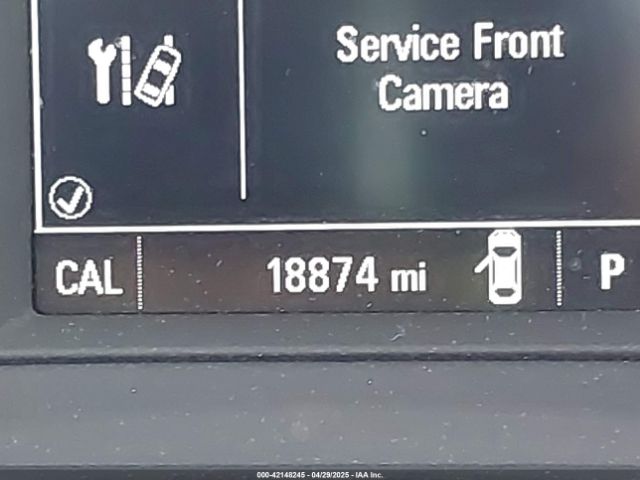 Service Front
Camera
CAL
18874 mi
P
000-42148245 - 04/29/2025 - IAA Inc.